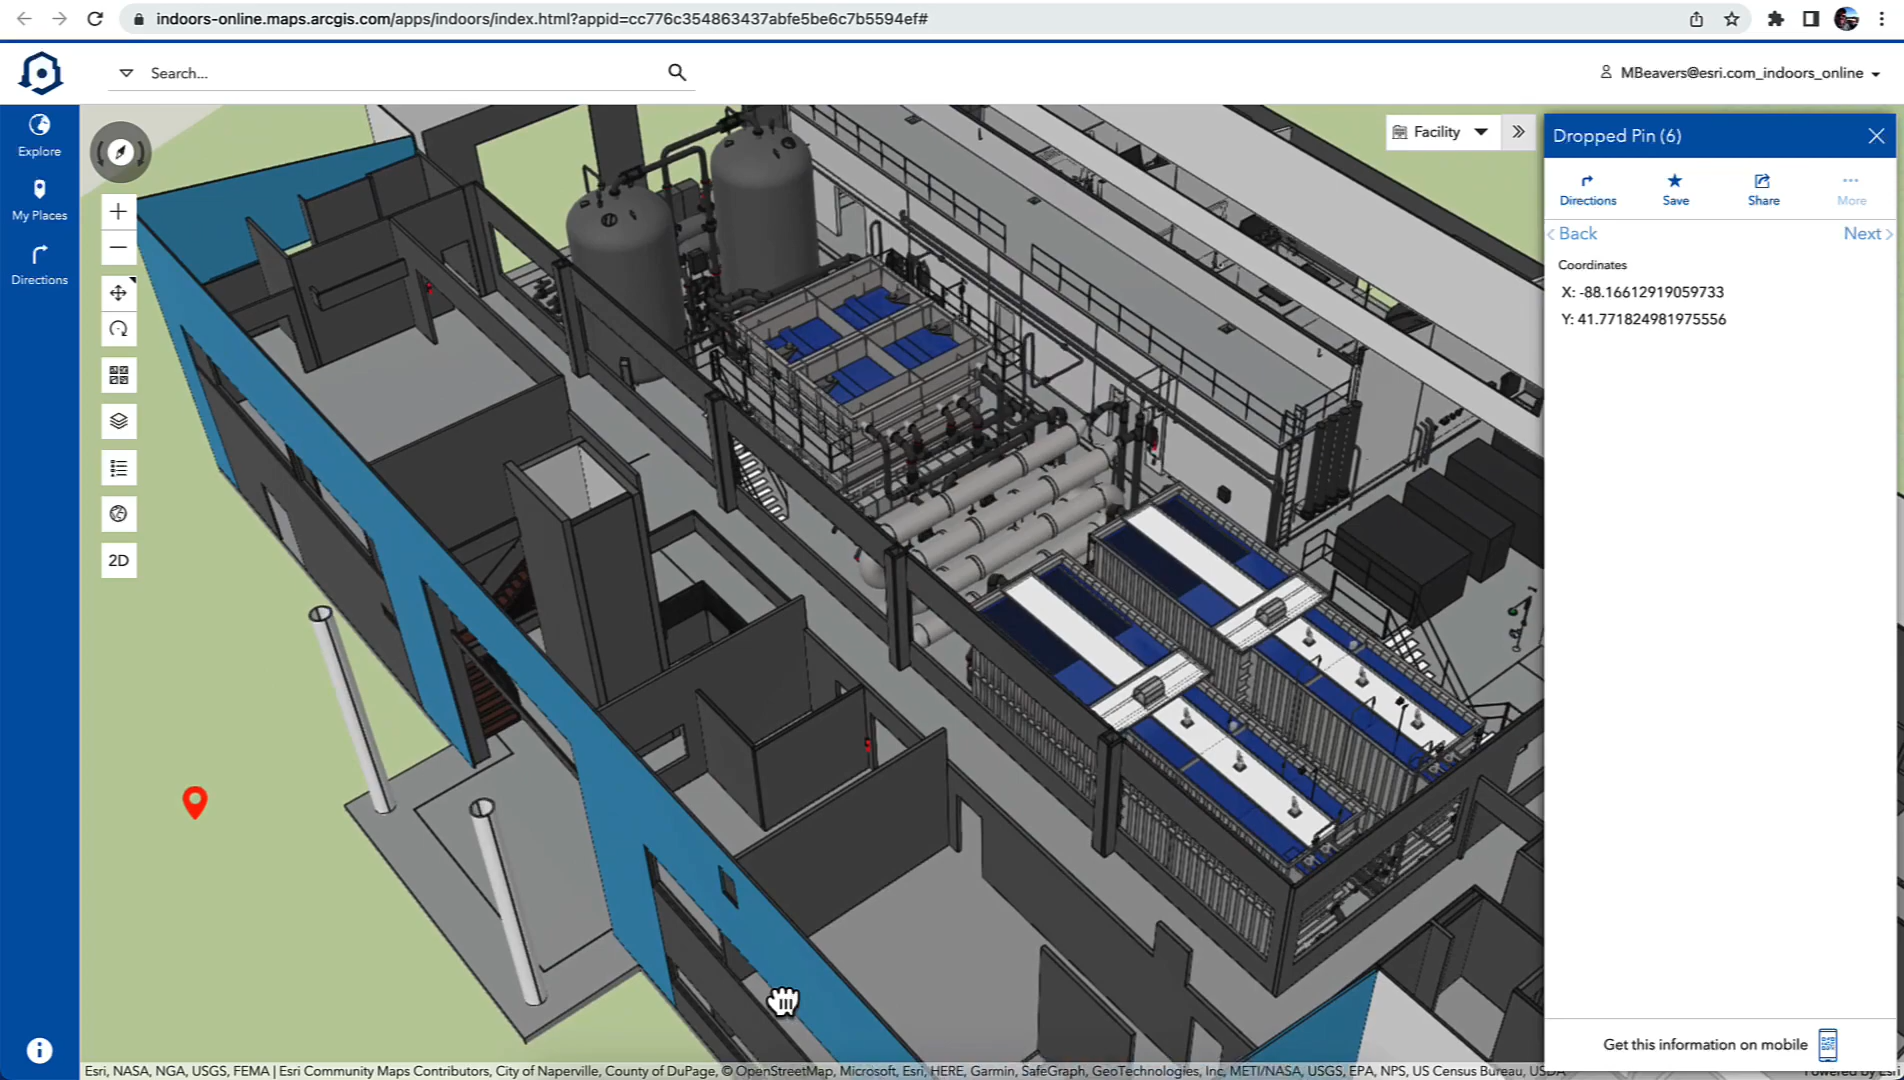 indoors-online.maps.arcgis.com/apps/indoors/index.html?appid=cc776c354863437abfe5be6c7b5594ef#
Search...
MBeavers@esri.com_indoors_online
Explore
My Places
Directions
2D
Facility
Dropped Pin (6)
Directions
Save
Share
More
Back
Next
Coordinates
X: -88.16612919059733
Y: 41.771824981975556
Get this information on mobile
Esri, NASA, NGA, USGS, FEMA | Esri Community Maps Contributors, City of Naperville, County of DuPage, © OpenStreetMap, Microsoft, Esri, HERE, Garmin, SafeGraph, GeoTechnologies, Inc, METI/NASA, USGS, EPA, NPS, US Census Bureau, USDA
Powered by Esri